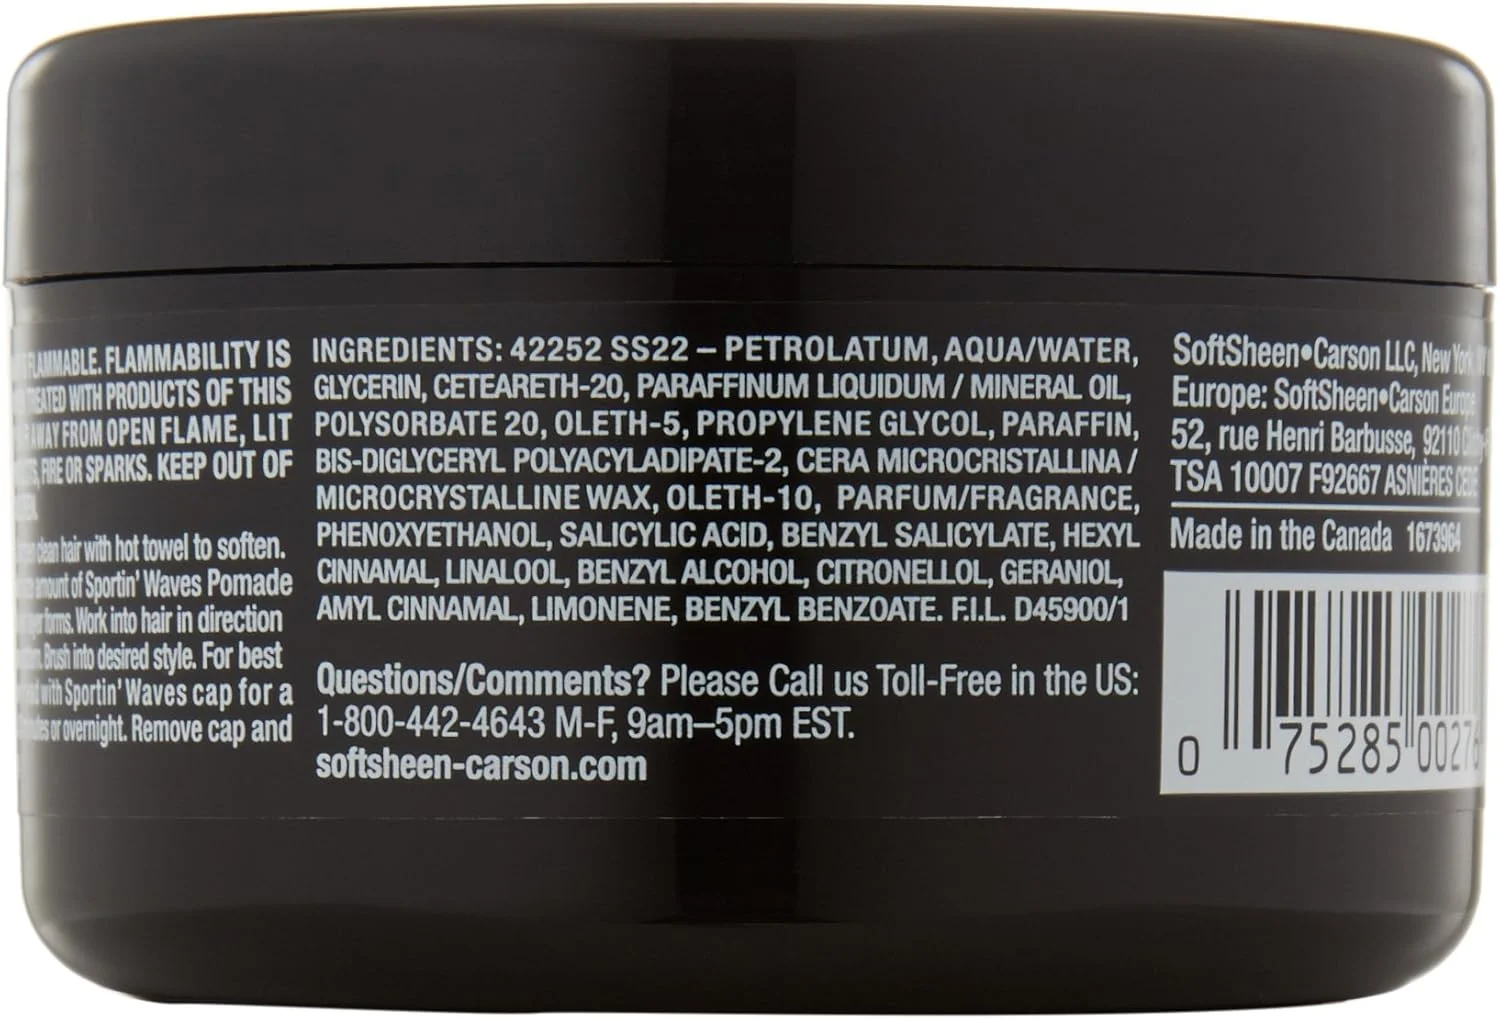 FLAMMABLE. FLAMMABILITY IS
TREATED WITH PRODUCTS OF THIS
AWAY FROM OPEN FLAME, LIT
FIRE OR SPARKS. KEEP OUT OF
clean hair with hot towel to soften.
amount of Sportin' Waves Pomade
forms. Work into hair in direction
Brush into desired style. For best
with Sportin' Waves cap for a
or overnight. Remove cap and
INGREDIENTS: 42252 SS22 – PETROLATUM, AQUA/WATER,
GLYCERIN, CETEARETH-20, PARAFFINUM LIQUIDUM / MINERAL OIL,
POLYSORBATE 20, OLETH-5, PROPYLENE GLYCOL, PARAFFIN,
BIS-DIGLYCERYL POLYACYLADIPATE-2, CERA MICROCRISTALLINA /
MICROCRYSTALLINE WAX, OLETH-10, PARFUM/FRAGRANCE,
PHENOXYETHANOL, SALICYLIC ACID, BENZYL SALICYLATE, HEXYL
CINNAMAL, LINALOOL, BENZYL ALCOHOL, CITRONELLOL, GERANIOL,
AMYL CINNAMAL, LIMONENE, BENZYL BENZOATE. F.I.L. D45900/1
Questions/Comments? Please Call us Toll-Free in the US:
1-800-442-4643 M-F, 9am–5pm EST.
softsheen-carson.com
SoftSheen•Carson LLC, New York,
Europe: SoftSheen•Carson Europe
52, rue Henri Barbusse, 92110
TSA 10007 F92667 ASNIÈRES CEDE
Made in the Canada 1673964
0 75285 0027